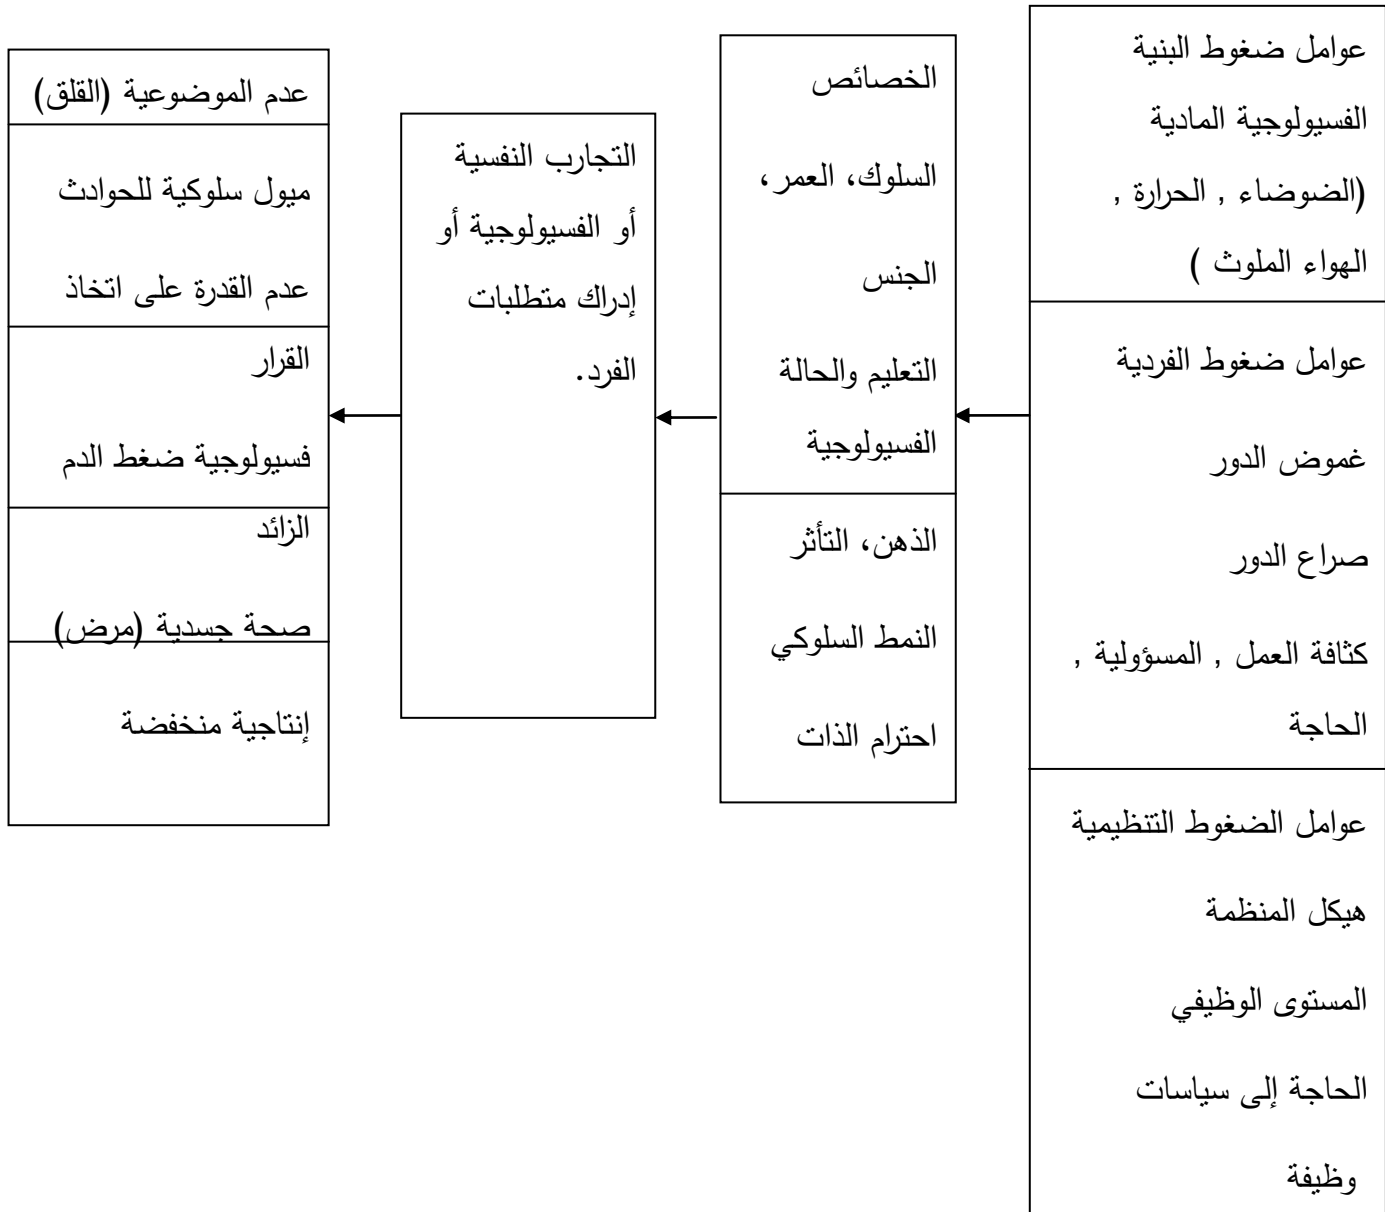 عوامل ضغوط البنية
الفسيولوجية المادية
(الضوضاء , الحرارة ,
الهواء الملوث )
عوامل ضغوط الفردية
غموض الدور
صراع الدور
كثافة العمل , المسؤولية ,
الحاجة
عوامل الضغوط التنظيمية
هيكل المنظمة
المستوى الوظيفي
الحاجة إلى سياسات
وظيفة
الخصائص
السلوك، العمر،
الجنس
التعليم والحالة
الفسيولوجية
الذهن، التأثر
النمط السلوكي
احترام الذات
التجارب النفسية
أو الفسيولوجية أو
إدراك متطلبات
الفرد.
عدم الموضوعية (القلق)
ميول سلوكية للحوادث
عدم القدرة على اتخاذ
القرار
فسيولوجية ضغط الدم
الزائد
صحة جسدية (مرض)
إنتاجية منخفضة